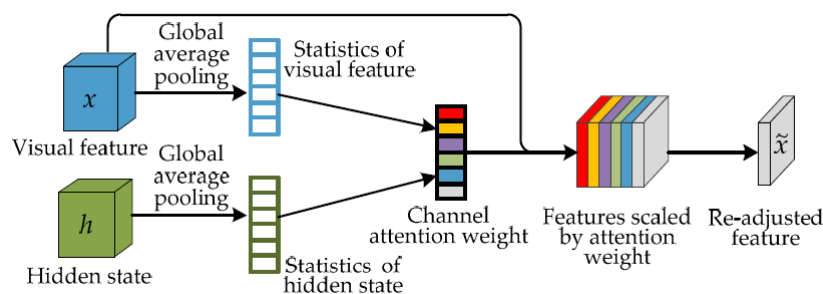 Global
average
pooling
x
Visual feature
Statistics of
visual feature
Global
average
pooling
h
Hidden state
Statistics of
hidden state
Channel
attention weight
Features scaled
by attention
weight
x̃
Re-adjusted
feature